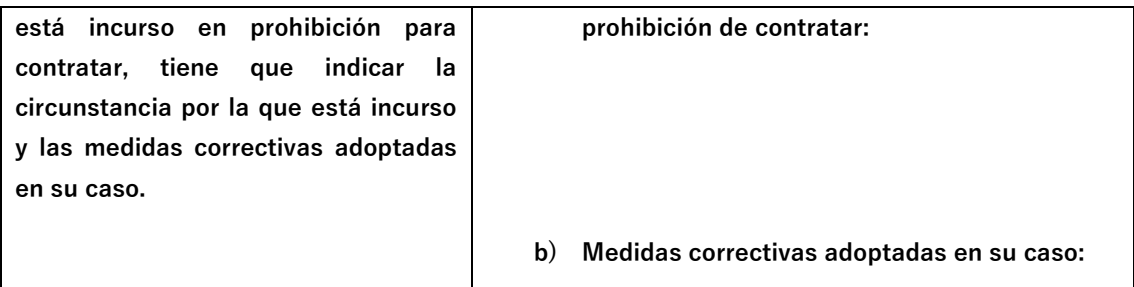 está incurso en prohibición para
contratar, tiene que indicar la
circunstancia por la que está incurso
y las medidas correctivas adoptadas
en su caso.
prohibición de contratar:
b) Medidas correctivas adoptadas en su caso: